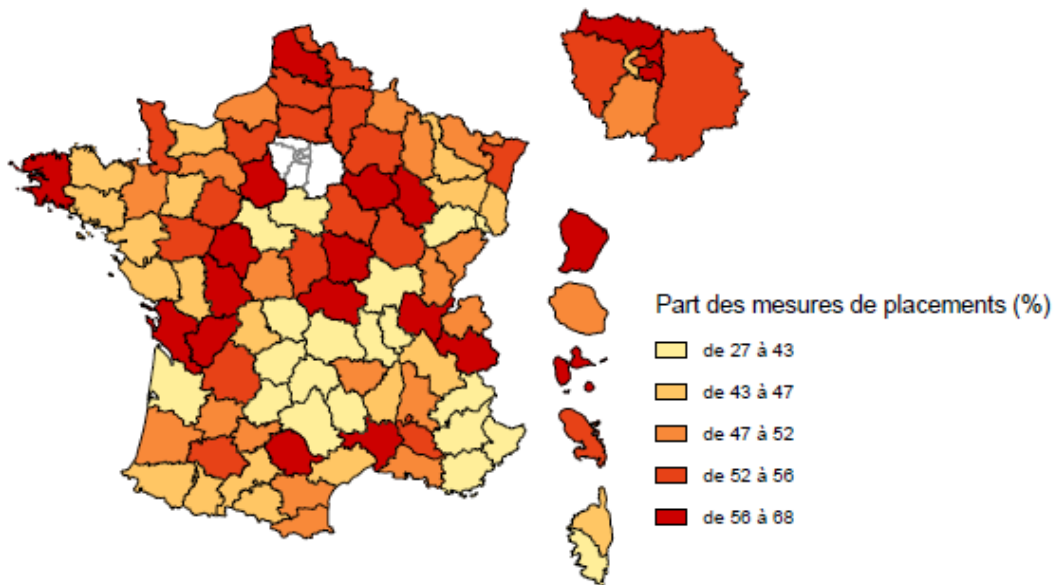 Part des mesures de placements (%)
de 27 à 43
de 43 à 47
de 47 à 52
de 52 à 56
de 56 à 68